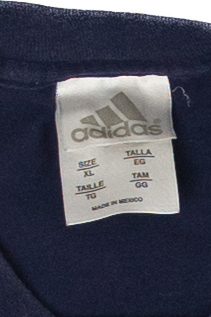 adidas
SIZE TALLA
XL EG
TAILLE TAM
TG GG
MADE IN MEXICO